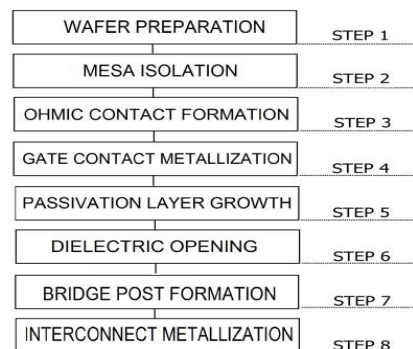 WAFER PREPARATION STEP 1
MESA ISOLATION STEP 2
OHMIC CONTACT FORMATION STEP 3
GATE CONTACT METALLIZATION STEP 4
PASSIVATION LAYER GROWTH STEP 5
DIELECTRIC OPENING STEP 6
BRIDGE POST FORMATION STEP 7
INTERCONNECT METALLIZATION STEP 8